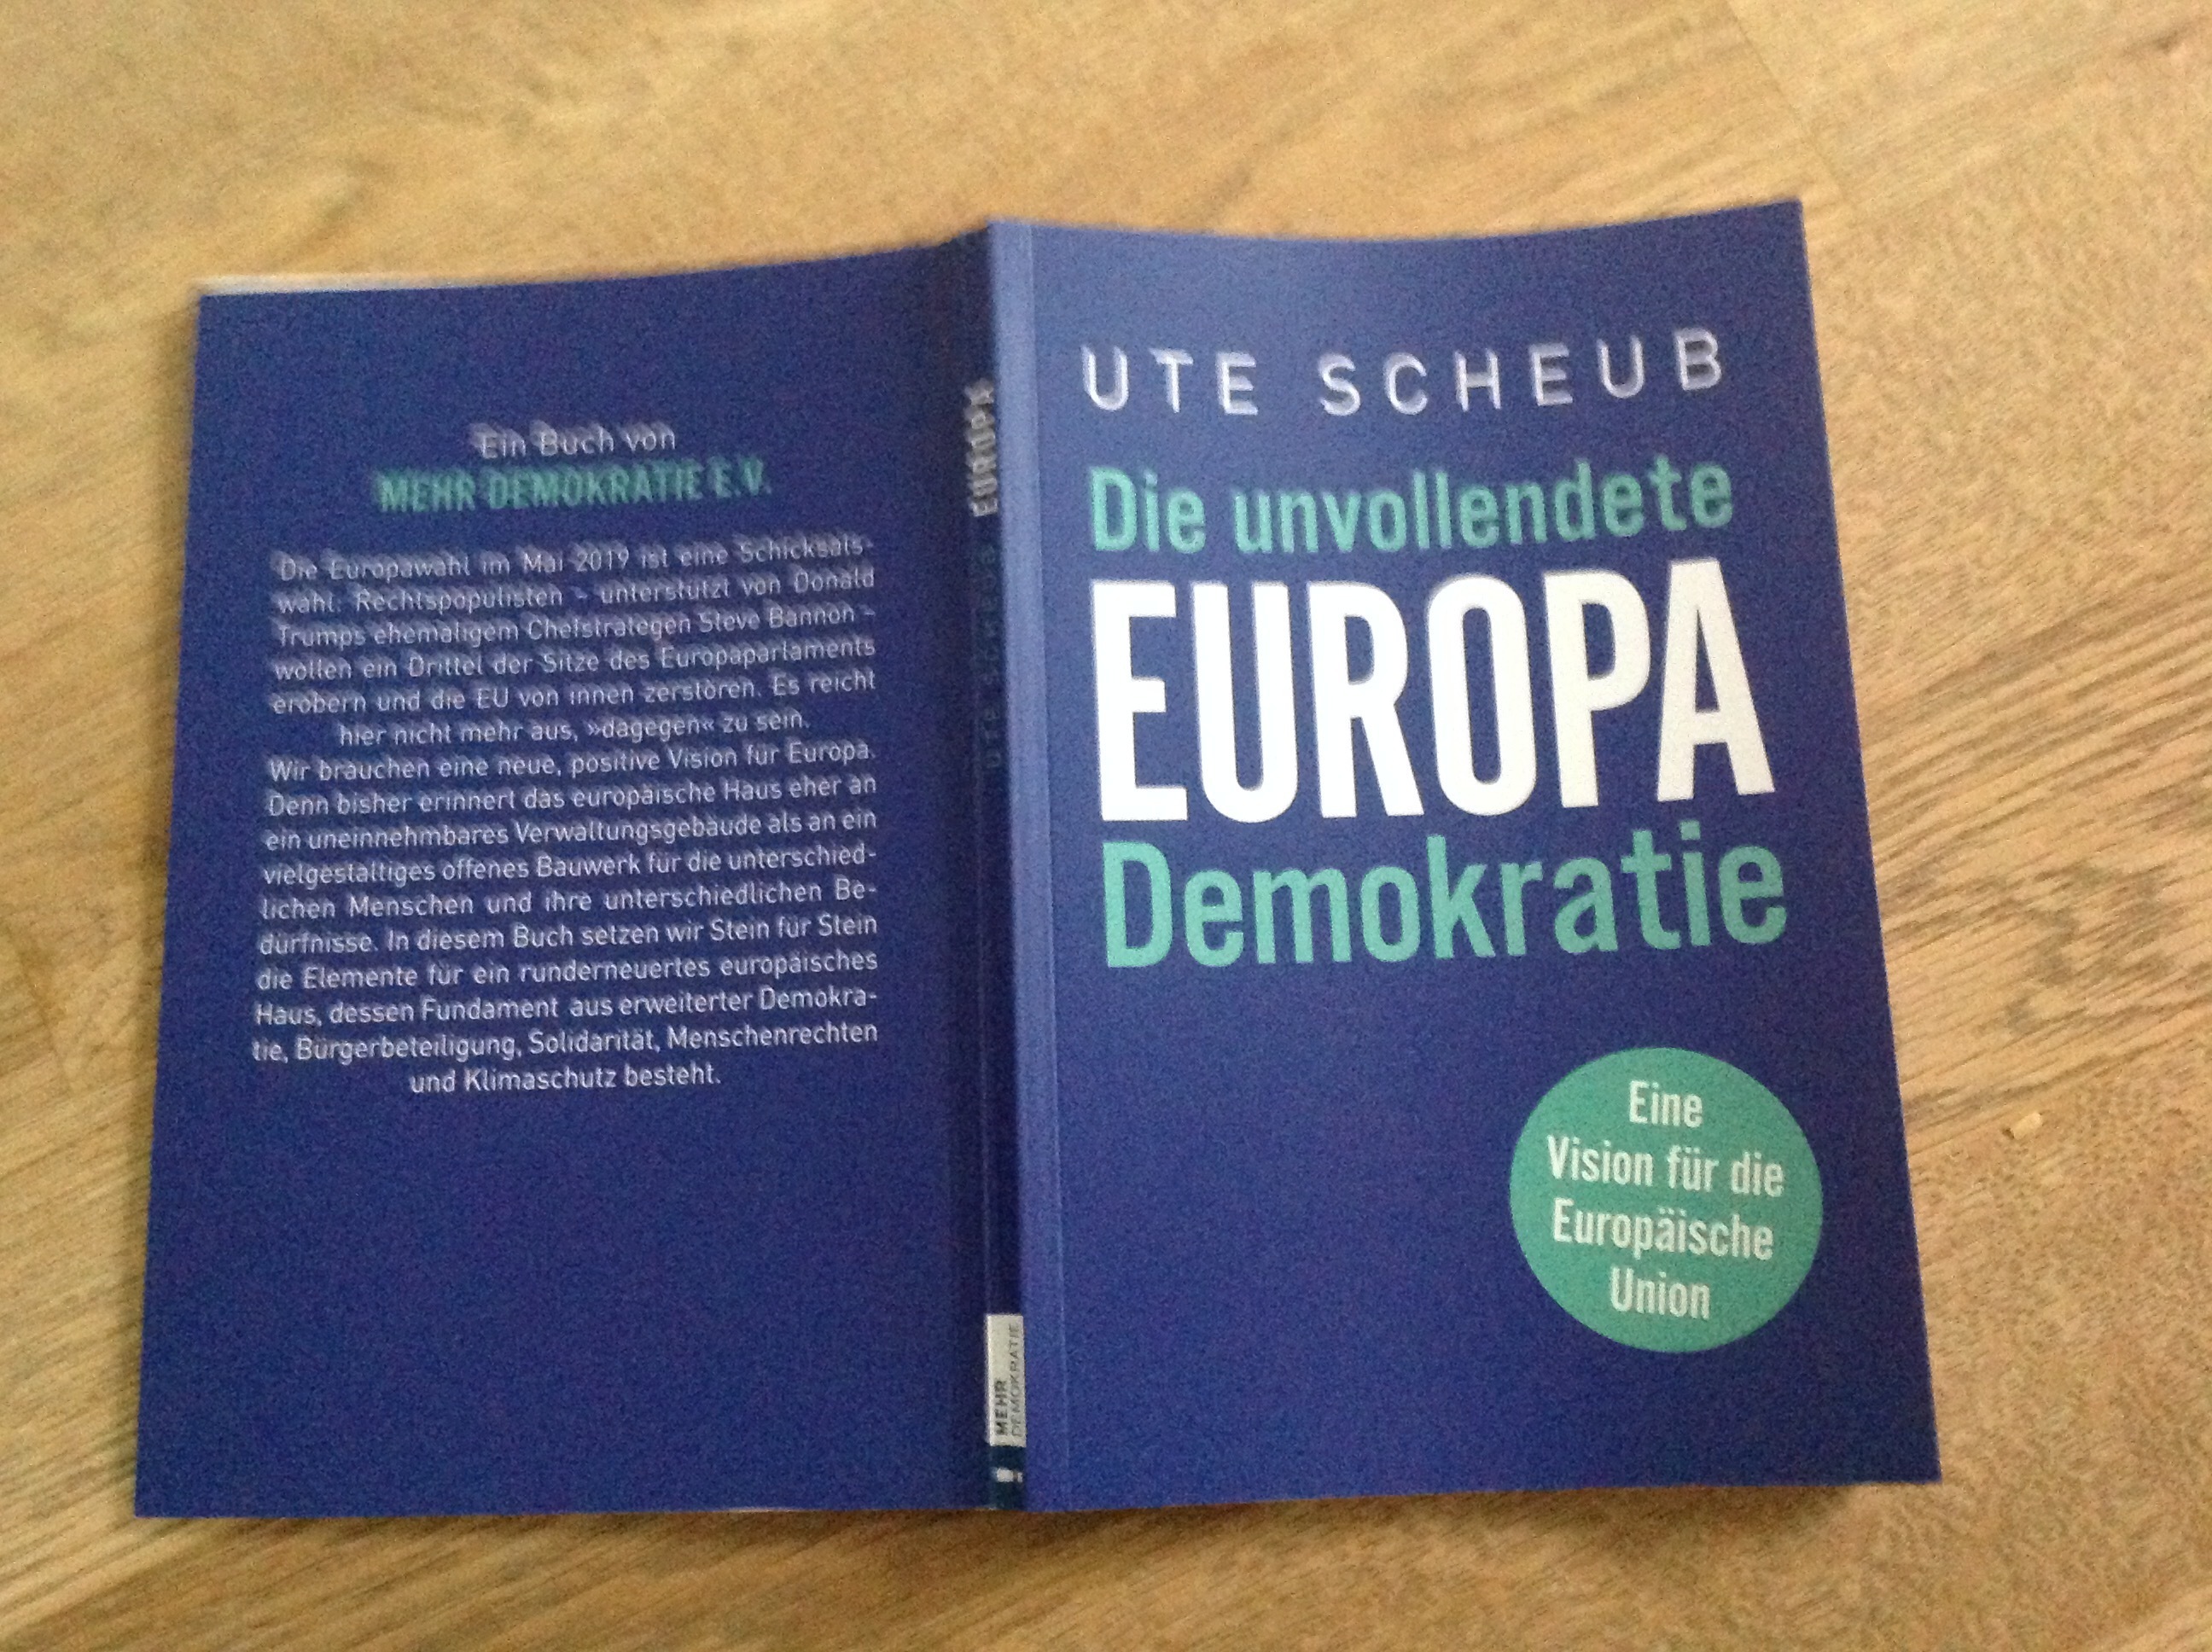 Ein Buch von
MEHR DEMOKRATIE E.V.
Die Europawahl im Mai 2019 ist eine Schicksals-
wahl: Rechtspopulisten – unterstützt von Donald
Trumps ehemaligem Chefstrategen Steve Bannon –
wollen ein Drittel der Sitze des Europaparlaments
erobern und die EU von innen zerstören. Es reicht
hier nicht mehr aus, »dagegen« zu sein.
Wir brauchen eine neue, positive Vision für Europa.
Denn bisher erinnert das europäische Haus eher an
ein uneinnehmbares Verwaltungsgebäude als an ein
vielgestaltiges offenes Bauwerk für die unterschied-
lichen Menschen und ihre unterschiedlichen Be-
dürfnisse. In diesem Buch setzen wir Stein für Stein
die Elemente für ein runderneuertes europäisches
Haus, dessen Fundament aus erweiterter Demokra-
tie, Bürgerbeteiligung, Solidarität, Menschenrechten
und Klimaschutz besteht.
UTE SCHEUB EUROPA
MEHR
DEMOKRATIE
UTE SCHEUB
Die unvollendete
EUROPA
Demokratie
Eine
Vision für die
Europäische
Union